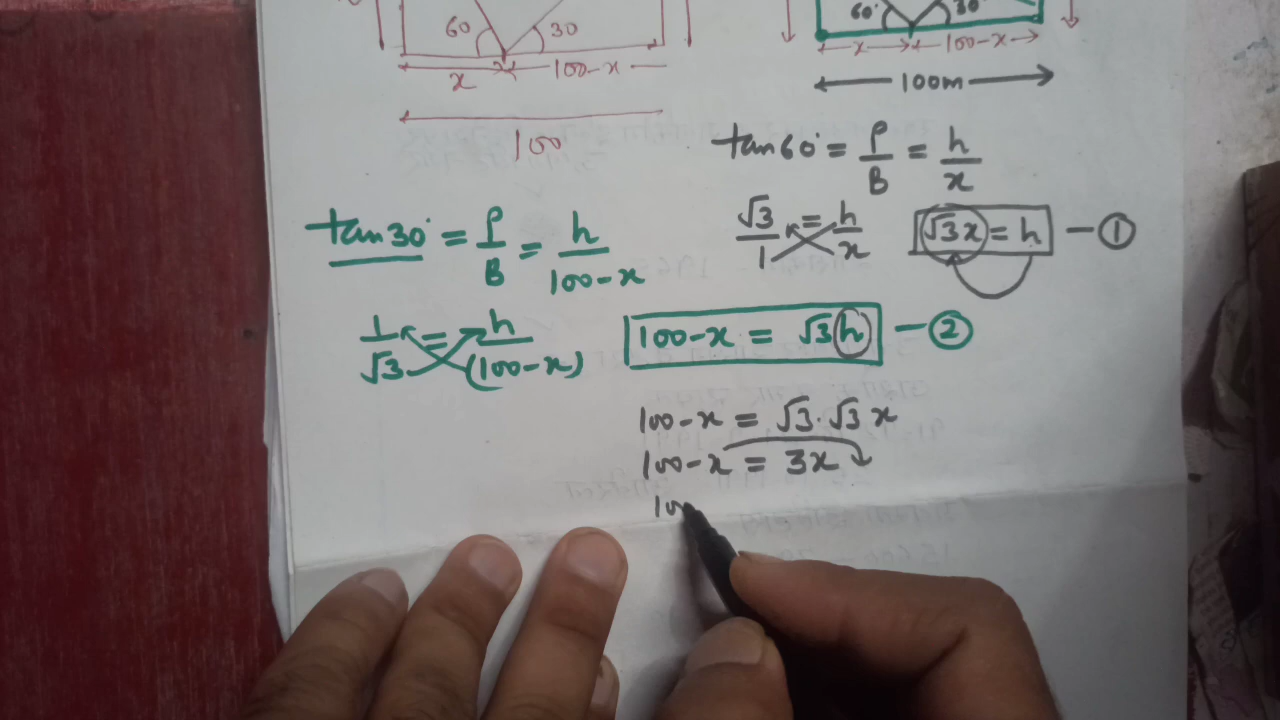 60 30
x 100-x
100
60° 30°
x 100-x
100m
tan60° = P/B = h/x
√3/1 = h/x √3x = h — ①
tan30° = P/B = h/100-x
1/√3 = h/(100-x) 100-x = √3h — ②
100-x = √3·√3x
100-x = 3x
100